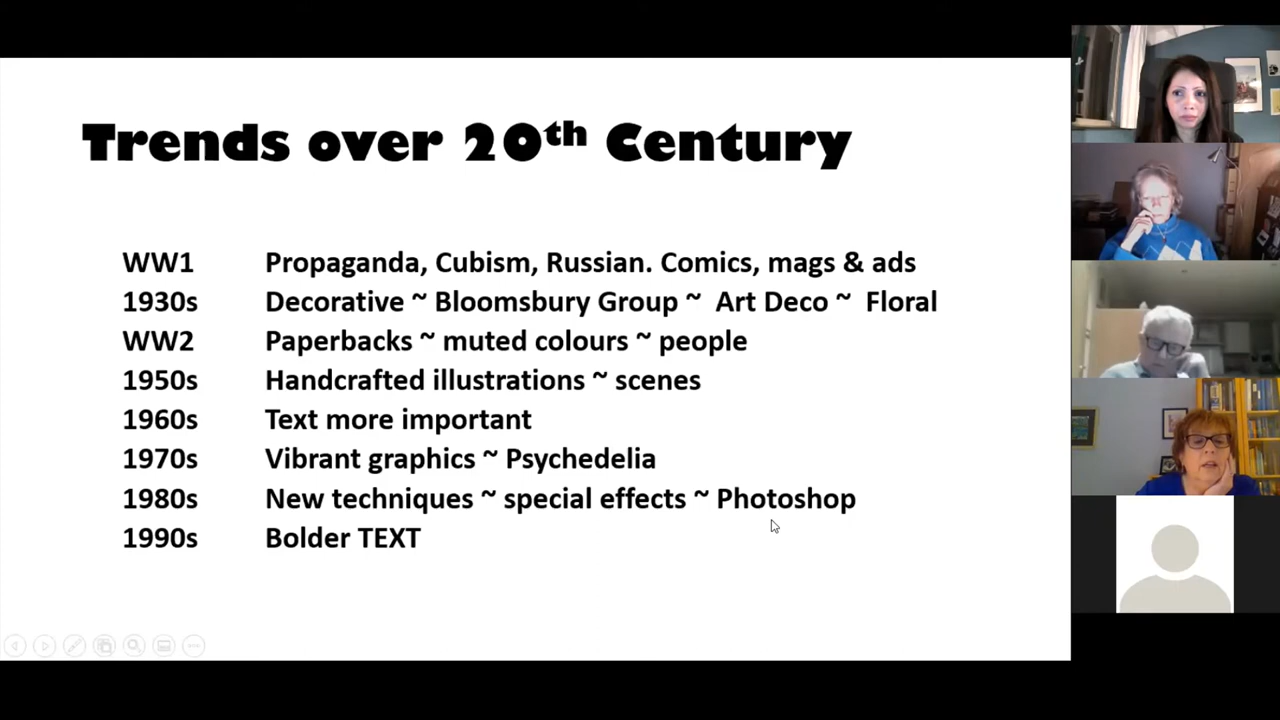 Trends over 20th Century
WW1 Propaganda, Cubism, Russian. Comics, mags & ads
1930s Decorative ~ Bloomsbury Group ~ Art Deco ~ Floral
WW2 Paperbacks ~ muted colours ~ people
1950s Handcrafted illustrations ~ scenes
1960s Text more important
1970s Vibrant graphics ~ Psychedelia
1980s New techniques ~ special effects ~ Photoshop
1990s Bolder TEXT